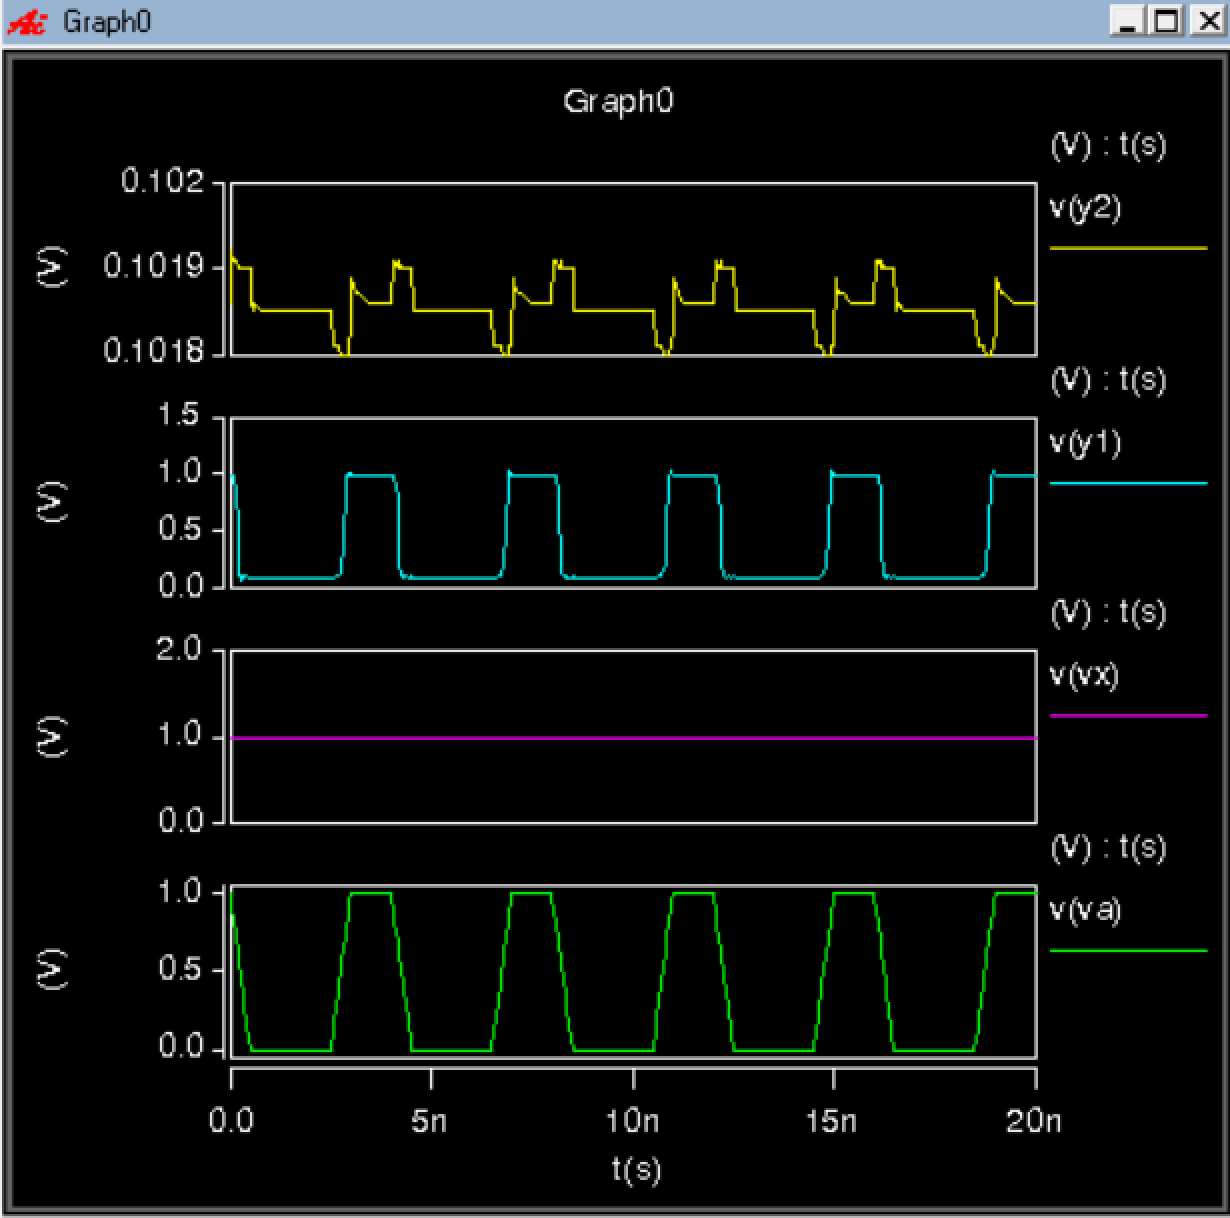 Graph0
Graph0
(V) : t(s)
v(y2)
0.102
0.1019
0.1018
(V)
(V) : t(s)
v(y1)
1.5
1.0
0.5
0.0
(V)
(V) : t(s)
v(vx)
2.0
1.0
0.0
(V)
(V) : t(s)
v(va)
1.0
0.5
0.0
(V)
0.0 5n 10n 15n 20n
t(s)